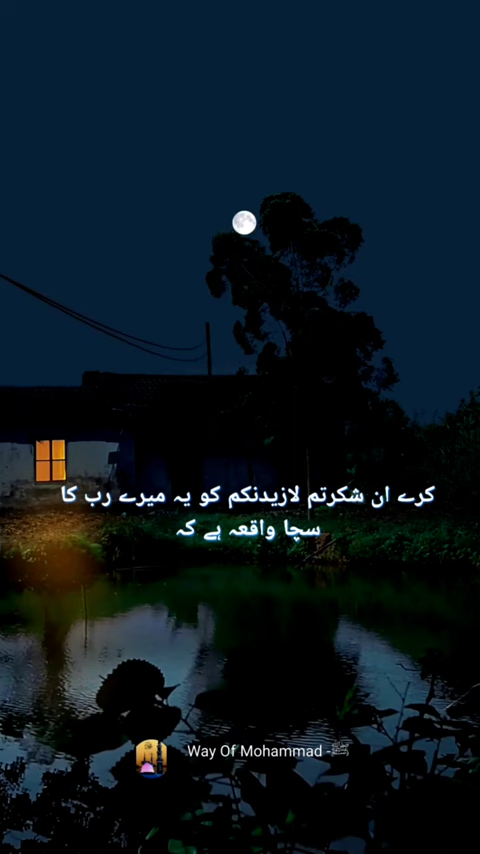 کرے ان شکرتم لازیدنکم کو یہ میرے رب کا
سچا واقعہ ہے کہ
Way Of Mohammad -ﷺ